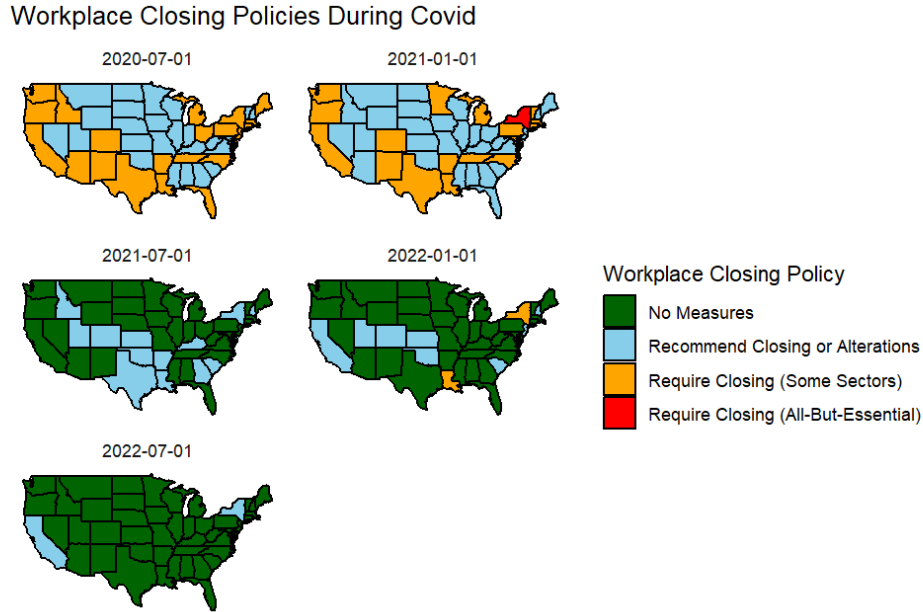 Workplace Closing Policies During Covid
2020-07-01
2021-01-01
2021-07-01
2022-01-01
Workplace Closing Policy
No Measures
Recommend Closing or Alterations
Require Closing (Some Sectors)
Require Closing (All-But-Essential)
2022-07-01